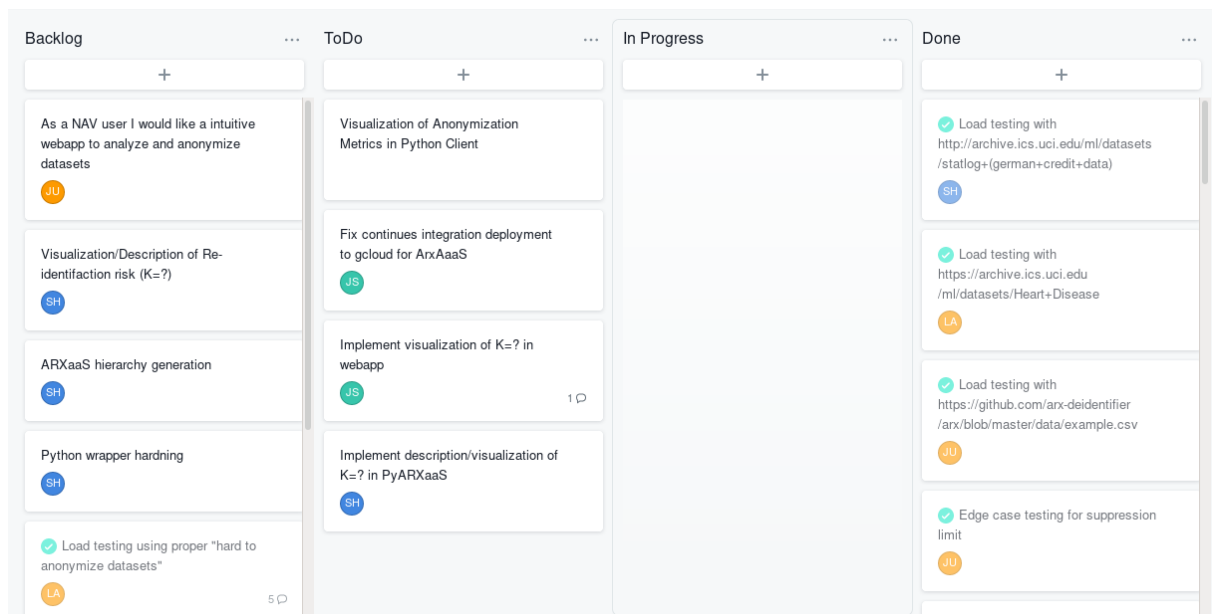 Backlog
As a NAV user I would like a intuitive
webapp to analyze and anonymize
datasets
JU
Visualization/Description of Re-
identifaction risk (K=?)
SH
ARXaaS hierarchy generation
SH
Python wrapper hardning
SH
Load testing using proper "hard to
anonymize datasets"
LA
5
ToDo
Visualization of Anonymization
Metrics in Python Client
Fix continues integration deployment
to gcloud for ArxAaaS
JS
Implement visualization of K=? in
webapp
JS
1
Implement description/visualization of
K=? in PyARXaaS
SH
In Progress
Done
Load testing with
http://archive.ics.uci.edu/ml/datasets
/statlog+(german+credit+data)
SH
Load testing with
https://archive.ics.uci.edu
/ml/datasets/Heart+Disease
LA
Load testing with
https://github.com/arx-deidentifier
/arx/blob/master/data/example.csv
JU
Edge case testing for suppression
limit
JU